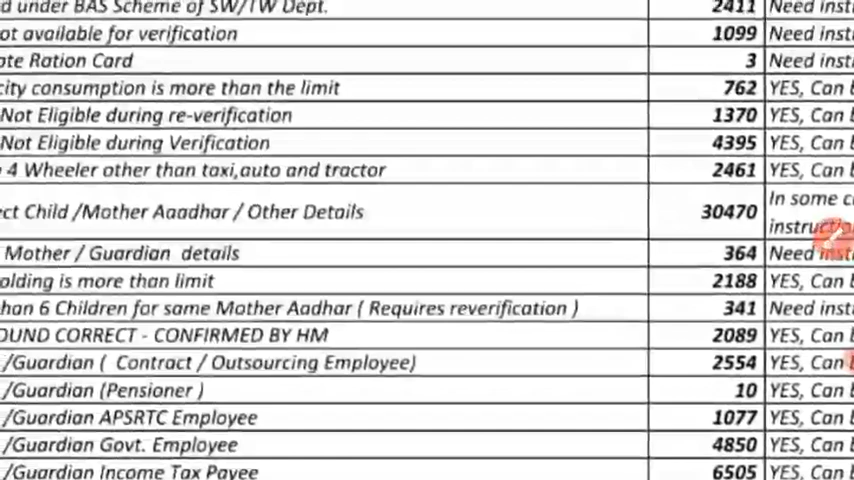 d under BAS Scheme of SW/TW Dept. 2411 Need inst
ot available for verification 1099 Need inst
te Ration Card 3 Need inst
city consumption is more than the limit 762 YES, Can b
Not Eligible during re-verification 1370 YES, Can b
Not Eligible during Verification 4395 YES, Can b
4 Wheeler other than taxi,auto and tractor 2461 YES, Can b
ect Child /Mother Aaadhar / Other Details 30470 In some c
instructio
Mother / Guardian details 364 Need inst
olding is more than limit 2188 YES, Can b
han 6 Children for same Mother Aadhar ( Requires reverification ) 341 Need inst
OUND CORRECT - CONFIRMED BY HM 2089 YES, Can b
/Guardian ( Contract / Outsourcing Employee) 2554 YES, Can
/Guardian (Pensioner ) 10 YES, Can b
/Guardian APSRTC Employee 1077 YES, Can b
/Guardian Govt. Employee 4850 YES, Can b
/Guardian Income Tax Payee 6505 YES, Can b